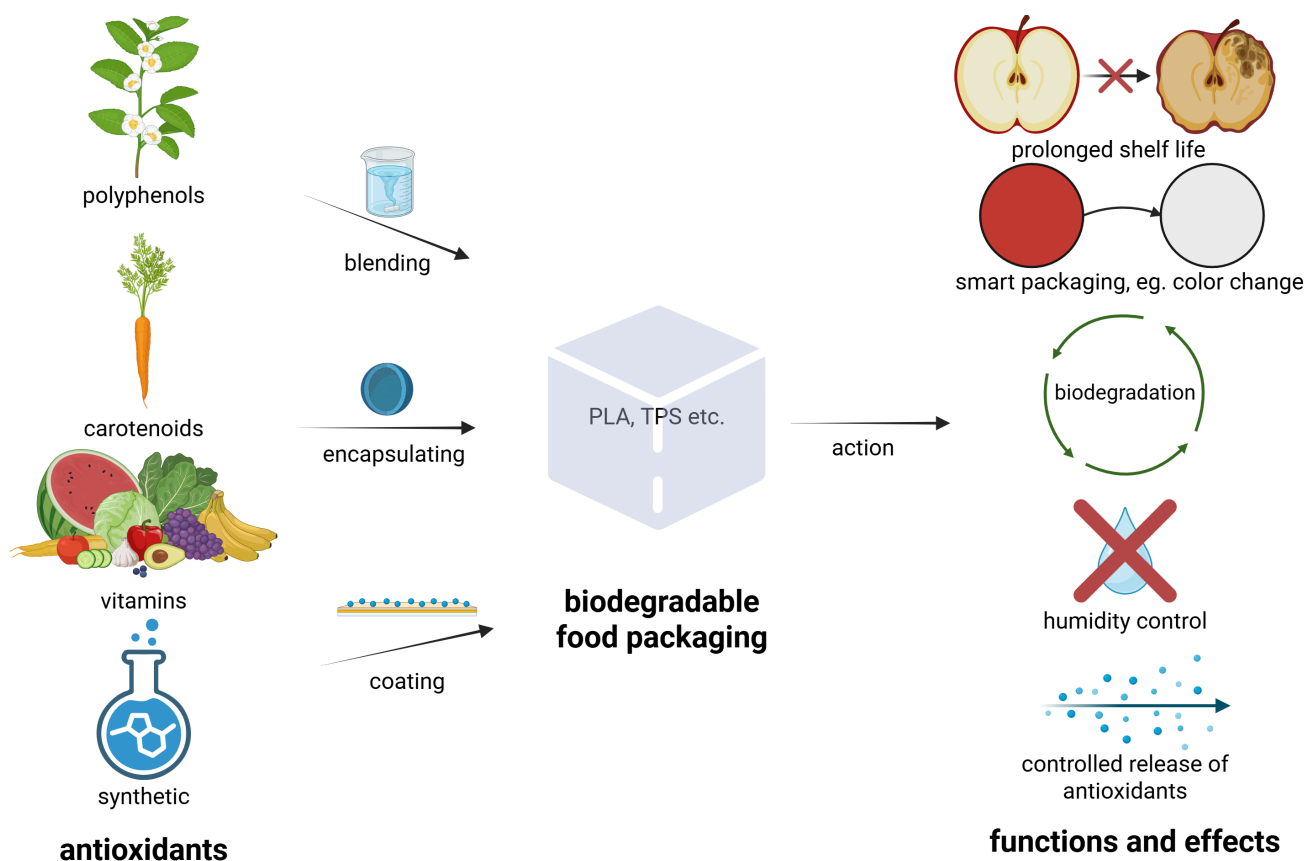 polyphenols
carotenoids
vitamins
synthetic
antioxidants
blending
encapsulating
coating
PLA, TPS etc.
biodegradable
food packaging
action
prolonged shelf life
smart packaging, eg. color change
biodegradation
humidity control
controlled release of
antioxidants
functions and effects